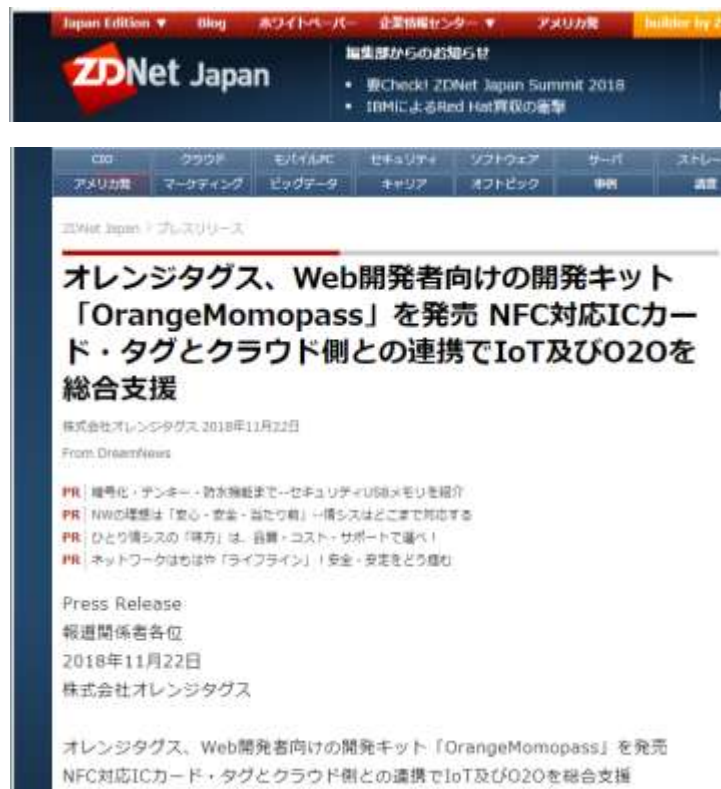 Japan Edition ▼ Blog ホワイトペーパー 企業情報センター ▼ アメリカ発 builder by Z
ZDNet Japan
編集部からのお知らせ
• 要Check! ZDNet Japan Summit 2018
• IBMによるRed Hat買収の衝撃
CIO クラウド モバイル/PC セキュリティ ソフトウェア サーバ ストレー
アメリカ発 マーケティング ビッグデータ キャリア オフトピック 事例 調査
ZDNet Japan > プレスリリース
オレンジタグス、Web開発者向けの開発キット
「OrangeMomopass」を発売 NFC対応ICカー
ド・タグとクラウド側との連携でIoT及びO2Oを
総合支援
株式会社オレンジタグス 2018年11月22日
From DreamNews
PR 暗号化・テンキー・防水機能まで--セキュリティUSBメモリを紹介
PR NWの理想は「安心・安全・当たり前」--情シスはどこまで対応する
PR ひとり情シスの「味方」は、品質・コスト・サポートで選べ!
PR ネットワークはもはや「ライフライン」!安全・安定をどう掴む
Press Release
報道関係者各位
2018年11月22日
株式会社オレンジタグス
オレンジタグス、Web開発者向けの開発キット「OrangeMomopass」を発売
NFC対応ICカード・タグとクラウド側との連携でIoT及びO2Oを総合支援